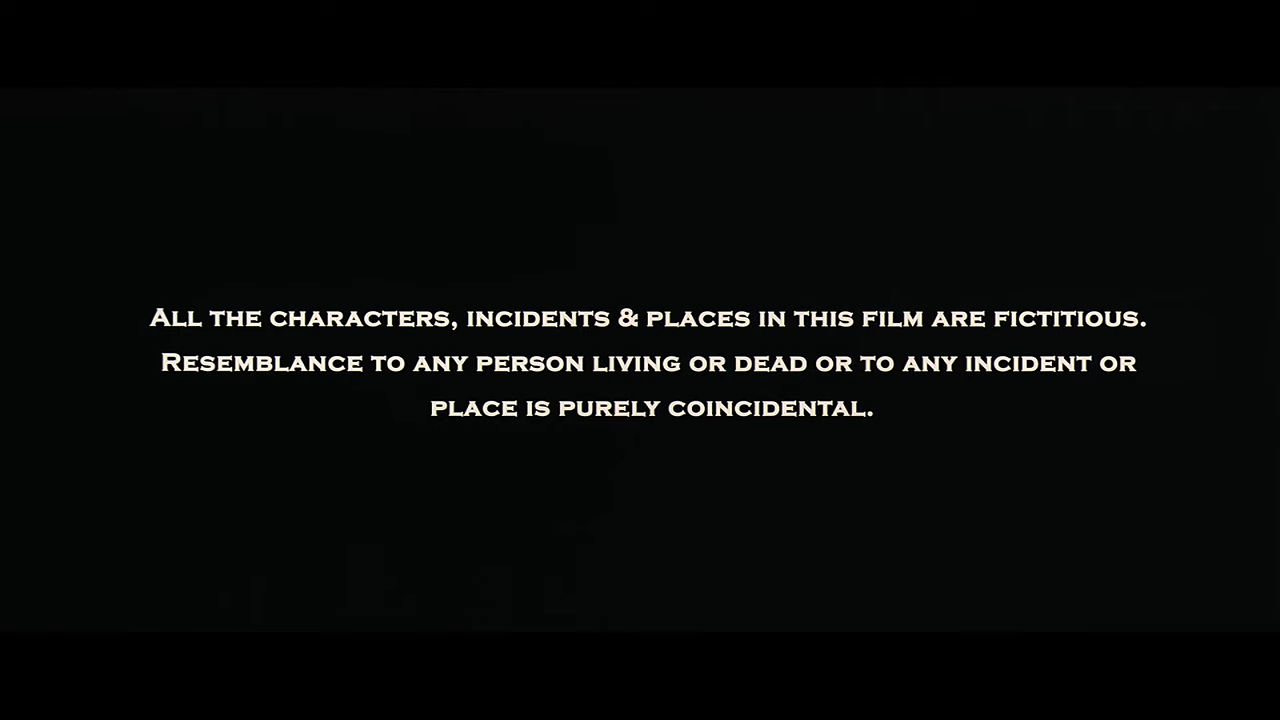 All the characters, incidents & places in this film are fictitious.
Resemblance to any person living or dead or to any incident or
place is purely coincidental.